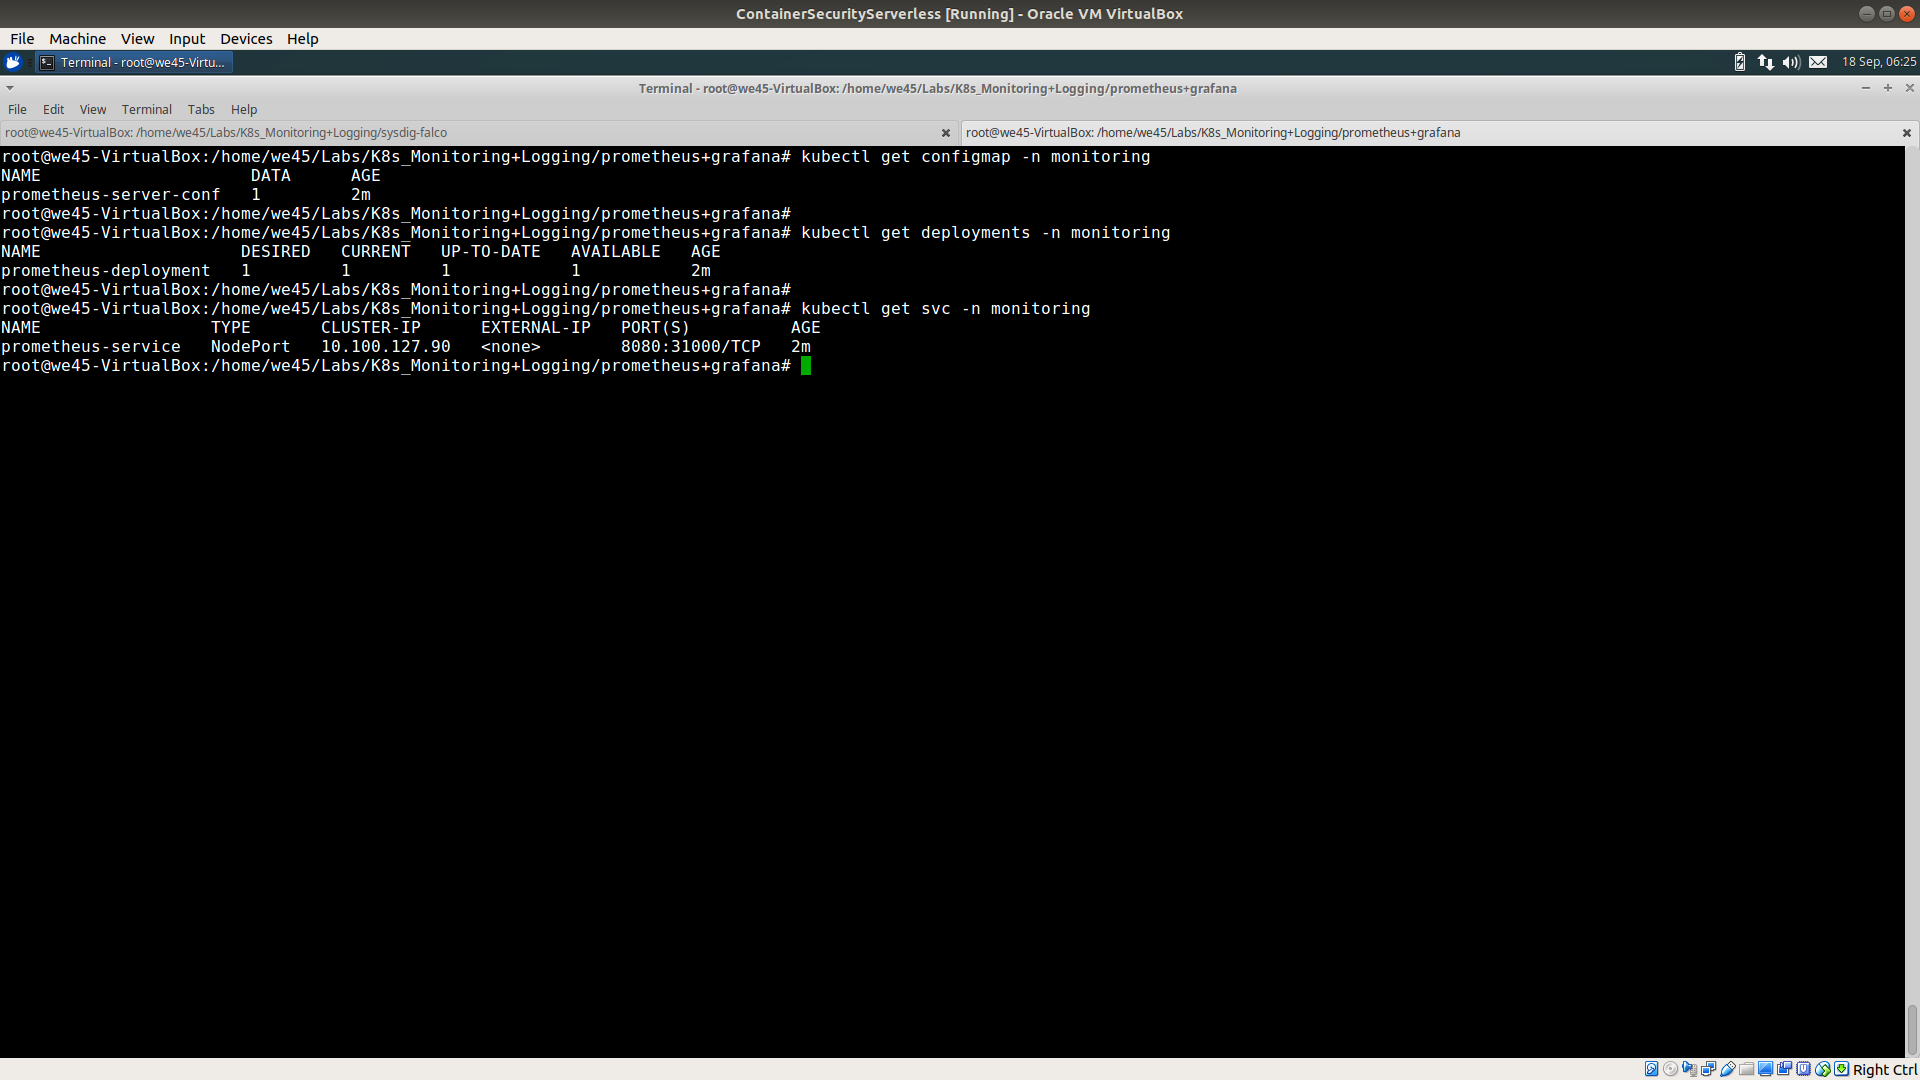 ContainerSecurityServerless [Running] - Oracle VM VirtualBox
File Machine View Input Devices Help
Terminal - root@we45-Virtu...
18 Sep, 06:25
Terminal - root@we45-VirtualBox: /home/we45/Labs/K8s_Monitoring+Logging/prometheus+grafana
File Edit View Terminal Tabs Help
root@we45-VirtualBox: /home/we45/Labs/K8s_Monitoring+Logging/sysdig-falco
root@we45-VirtualBox: /home/we45/Labs/K8s_Monitoring+Logging/prometheus+grafana
root@we45-VirtualBox:/home/we45/Labs/K8s_Monitoring+Logging/prometheus+grafana# kubectl get configmap -n monitoring
NAME                     DATA      AGE
prometheus-server-conf   1         2m
root@we45-VirtualBox:/home/we45/Labs/K8s_Monitoring+Logging/prometheus+grafana#
root@we45-VirtualBox:/home/we45/Labs/K8s_Monitoring+Logging/prometheus+grafana# kubectl get deployments -n monitoring
NAME                    DESIRED   CURRENT   UP-TO-DATE   AVAILABLE   AGE
prometheus-deployment   1         1         1            1           2m
root@we45-VirtualBox:/home/we45/Labs/K8s_Monitoring+Logging/prometheus+grafana#
root@we45-VirtualBox:/home/we45/Labs/K8s_Monitoring+Logging/prometheus+grafana# kubectl get svc -n monitoring
NAME                 TYPE       CLUSTER-IP      EXTERNAL-IP   PORT(S)          AGE
prometheus-service   NodePort   10.100.127.90   <none>        8080:31000/TCP   2m
root@we45-VirtualBox:/home/we45/Labs/K8s_Monitoring+Logging/prometheus+grafana#
Right Ctrl